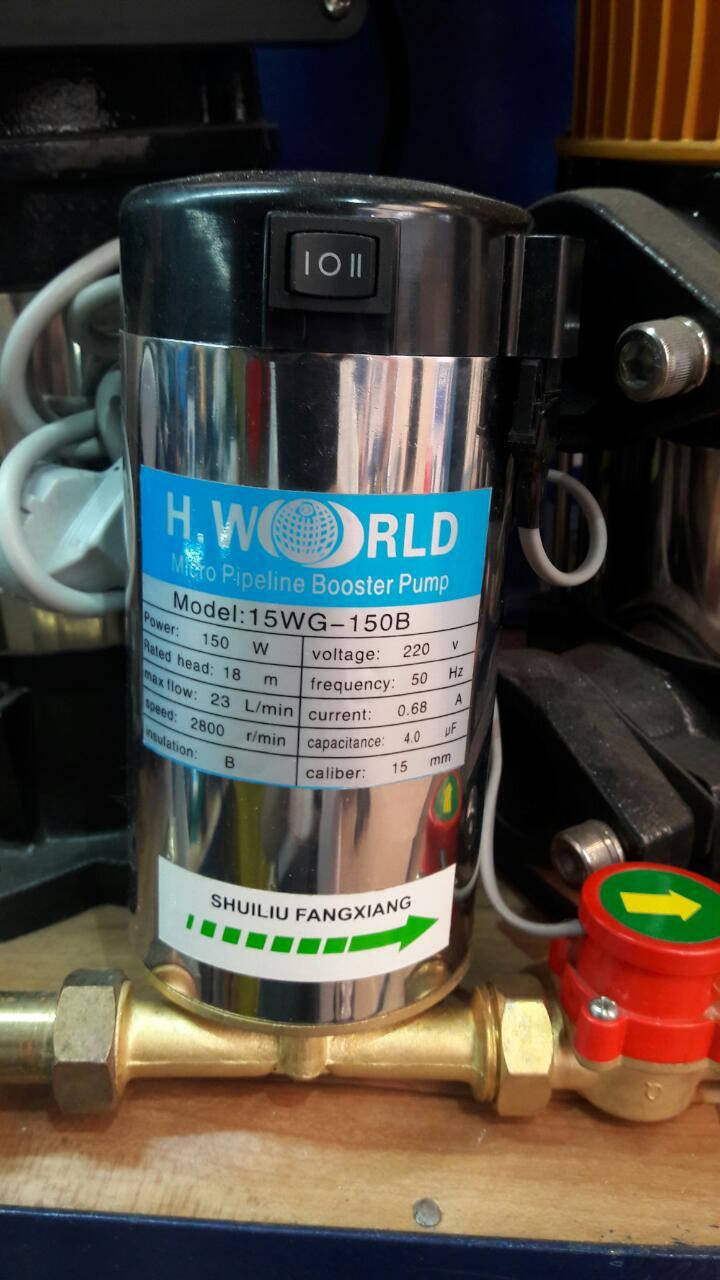 I O II
H.WORLD
Micro Pipeline Booster Pump
Model:15WG-150B
Power: 150 W
voltage: 220 v
Rated head: 18 m
frequency: 50 Hz
max flow: 23 L/min
current: 0.68 A
speed: 2800 r/min
capacitance: 4.0 μF
insulation: B
caliber: 15 mm
SHUILIU FANGXIANG